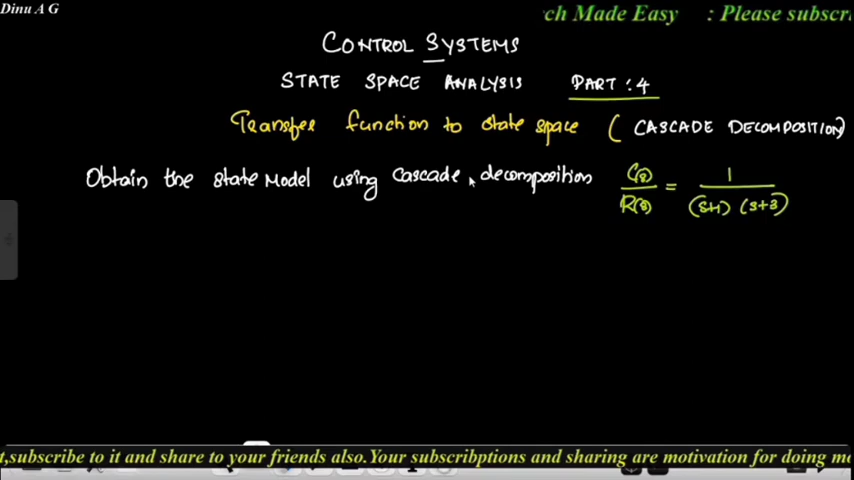 Dinu A G
ch Made Easy : Please subscri
CONTROL SYSTEMS
STATE SPACE ANALYSIS PART : 4
Transfer function to state space ( CASCADE DECOMPOSITION)
Obtain the state Model using Cascade decomposition C(s)/R(s) = 1/(s+1) (s+3)
t,subscribe to it and share to your friends also.Your subscribptions and sharing are motivation for doing mo